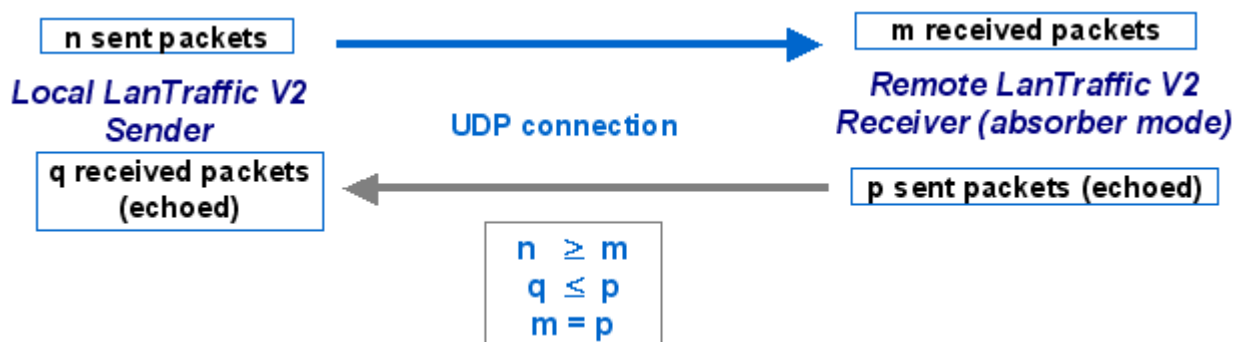 n sent packets
m received packets
Local LanTraffic V2
Sender
Remote LanTraffic V2
Receiver (absorber mode)
UDP connection
q received packets
(echoed)
p sent packets (echoed)
n ≥ m
q ≤ p
m = p